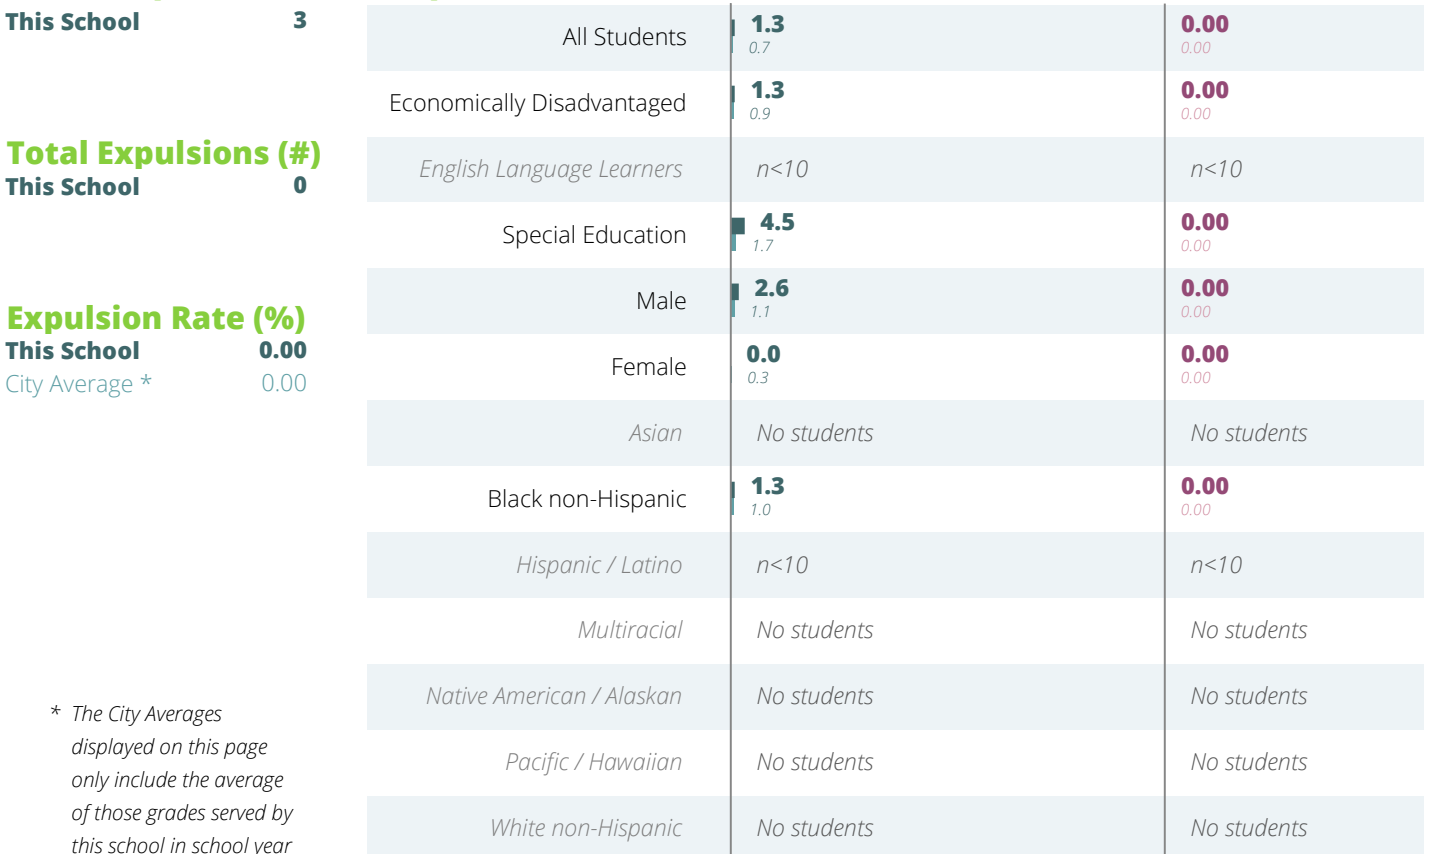 This School 3
Total Expulsions (#)
This School 0
Expulsion Rate (%)
This School 0.00
City Average * 0.00
* The City Averages
displayed on this page
only include the average
of those grades served by
this school in school year
All Students 1.3 0.00
0.7 0.00
Economically Disadvantaged 1.3 0.00
0.9 0.00
English Language Learners n<10 n<10
Special Education 4.5 0.00
1.7 0.00
Male 2.6 0.00
1.1 0.00
Female 0.0 0.00
0.3 0.00
Asian No students No students
Black non-Hispanic 1.3 0.00
1.0 0.00
Hispanic / Latino n<10 n<10
Multiracial No students No students
Native American / Alaskan No students No students
Pacific / Hawaiian No students No students
White non-Hispanic No students No students